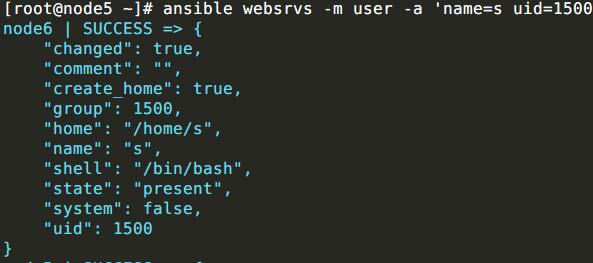 [root@node5 ~]# ansible websrvs -m user -a 'name=s uid=1500
node6 | SUCCESS => {
    "changed": true,
    "comment": "",
    "create_home": true,
    "group": 1500,
    "home": "/home/s",
    "name": "s",
    "shell": "/bin/bash",
    "state": "present",
    "system": false,
    "uid": 1500
}